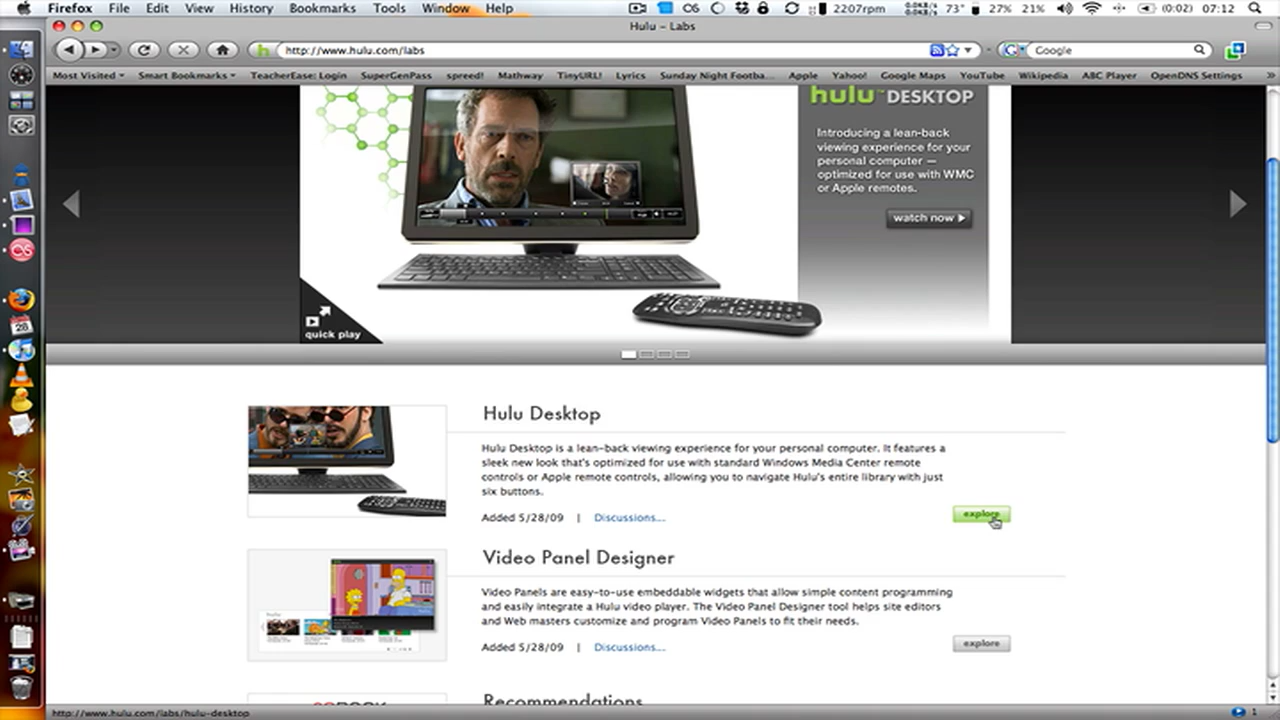 Firefox File Edit View History Bookmarks Tools Window Help 2207rpm 73° 27% 21% (0:02) 07:12
Hulu – Labs
http://www.hulu.com/labs
Google
Most Visited Smart Bookmarks TeacherEase: Login SuperGenPass speed! Mathway TinyURL! Lyrics Sunday Night Footba... Apple Yahoo! Google Maps YouTube Wikipedia ABC Player OpenDNS Settings
hulu™ DESKTOP
Introducing a lean-back
viewing experience for your
personal computer —
optimized for use with WMC
or Apple remotes.
watch now
quick play
Hulu Desktop
Hulu Desktop is a lean-back viewing experience for your personal computer. It features a
sleek new look that's optimized for use with standard Windows Media Center remote
controls or Apple remote controls, allowing you to navigate Hulu's entire library with just
six buttons.
Added 5/28/09 | Discussions...
explore
Video Panel Designer
Video Panels are easy-to-use embeddable widgets that allow simple content programming
and easily integrate a Hulu video player. The Video Panel Designer tool helps site editors
and Web masters customize and program Video Panels to fit their needs.
Added 5/28/09 | Discussions...
explore
Recommendations
http://www.hulu.com/labs/hulu-desktop
1